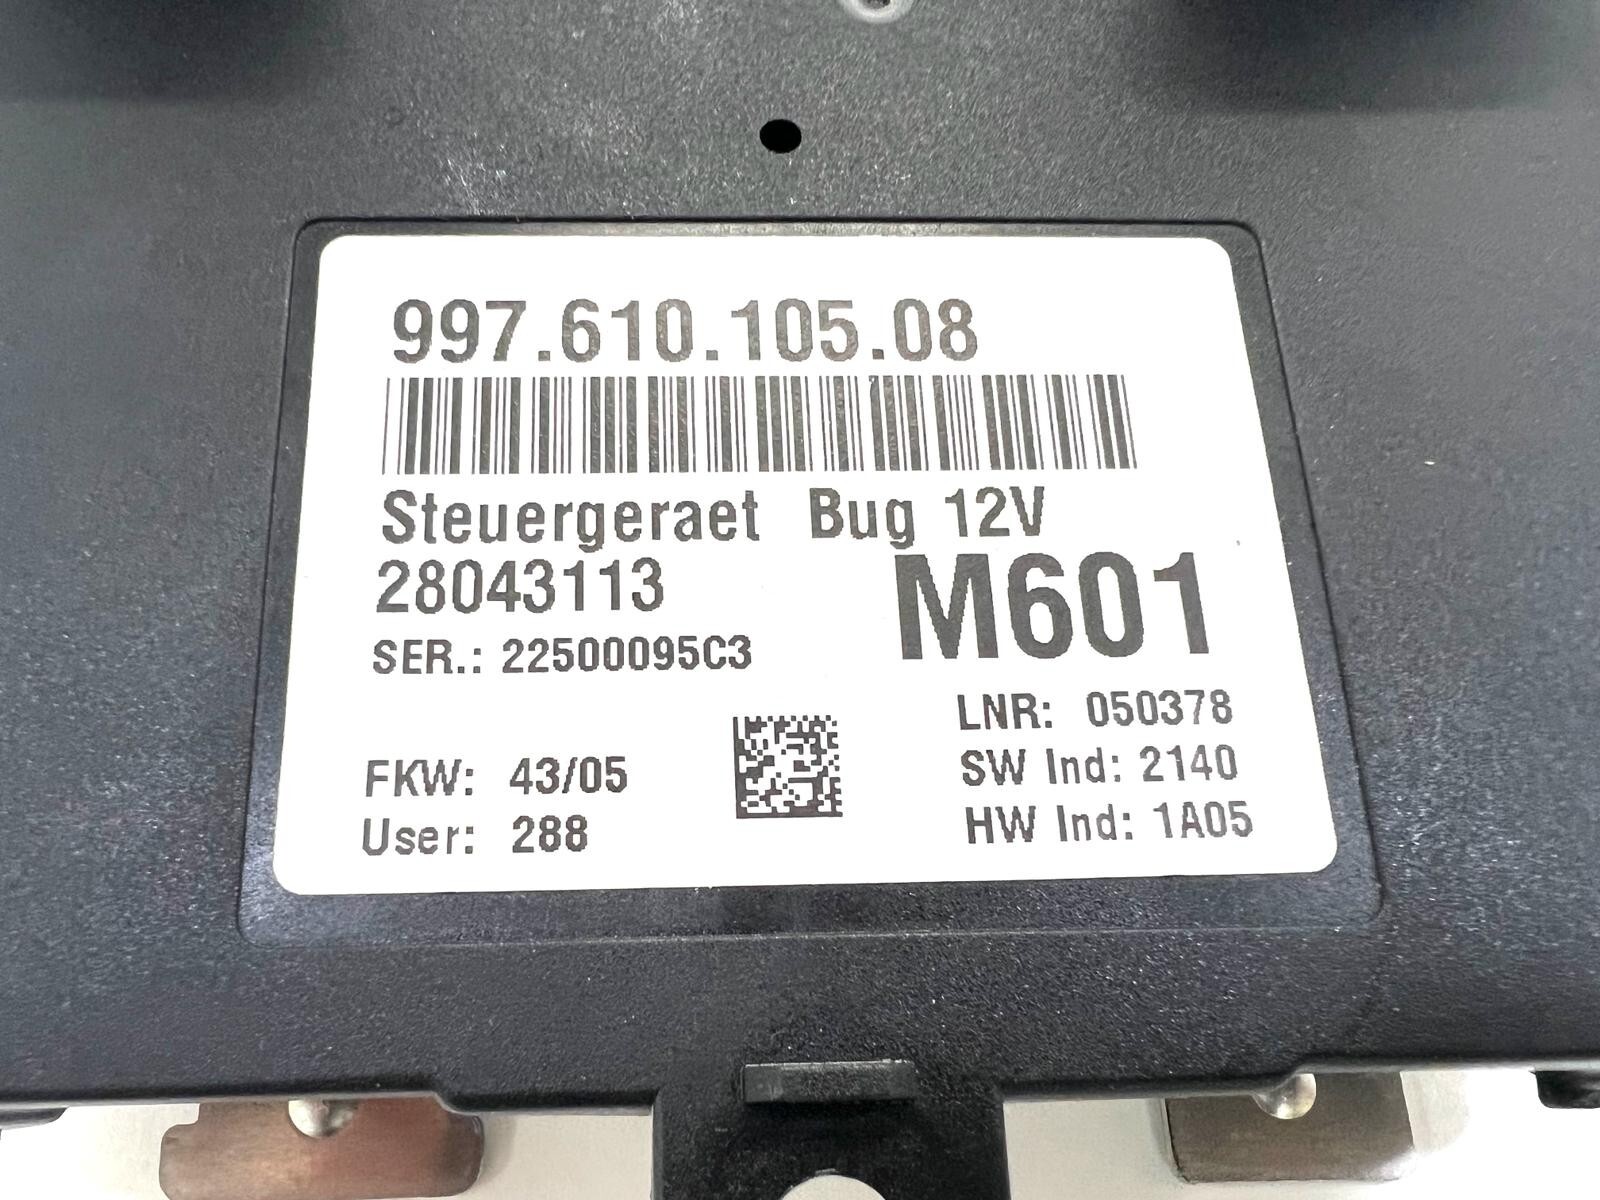 997.610.105.08
Steuergeraet Bug 12V
28043113
M601
SER.: 22500095C3
LNR: 050378
FKW: 43/05
SW Ind: 2140
User: 288
HW Ind: 1A05